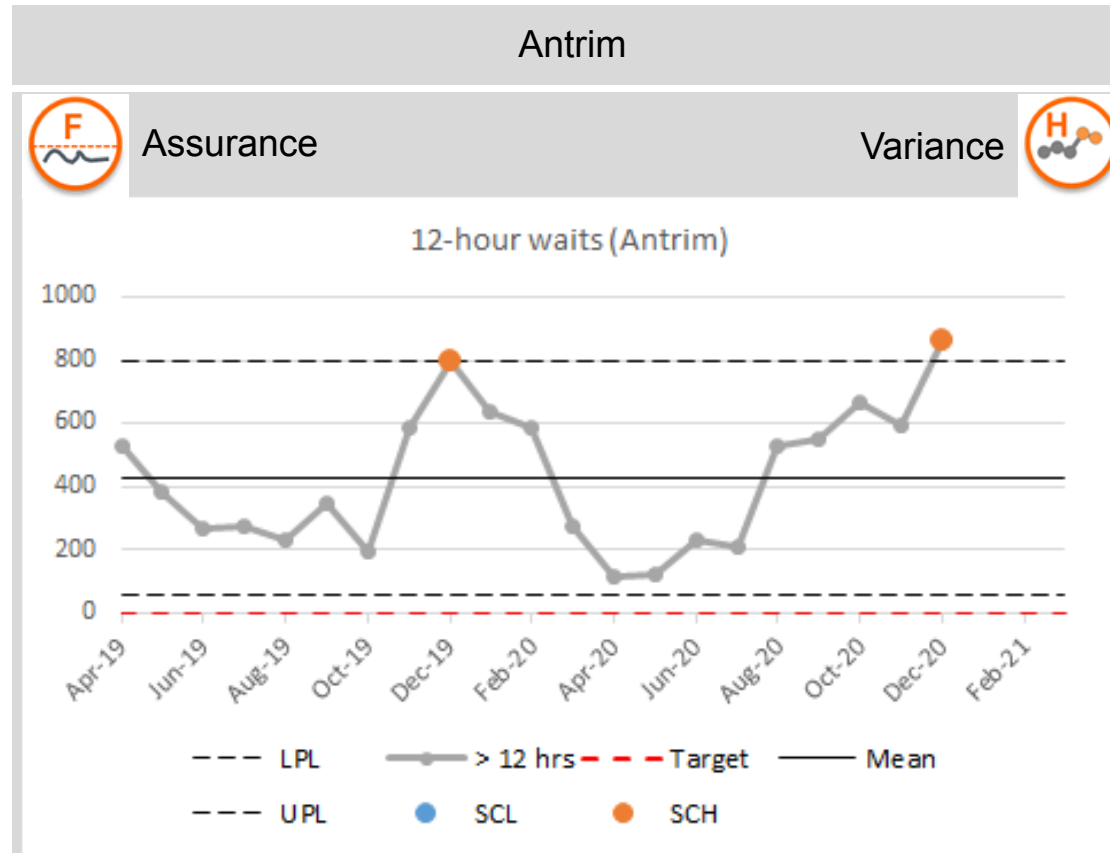 Antrim
F Assurance Variance H
12-hour waits (Antrim)
1000
800
600
400
200
0
Apr-19 Jun-19 Aug-19 Oct-19 Dec-19 Feb-20 Apr-20 Jun-20 Aug-20 Oct-20 Dec-20 Feb-21
LPL > 12 hrs Target Mean
UPL SCL SCH